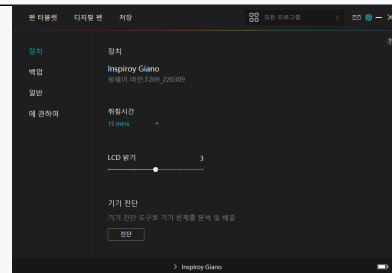 펜 타블렛 디지털 펜 저장 모든 프로그램
장치
백업
일반
에 관하여
장치
Inspiroy Giano
펌웨어 버전:T209_220309
취침시간
15 mins
LCD 밝기 3
기기 진단
기기 진단 도구로 기기 문제를 분석 및 해결
진단
Inspiroy Giano